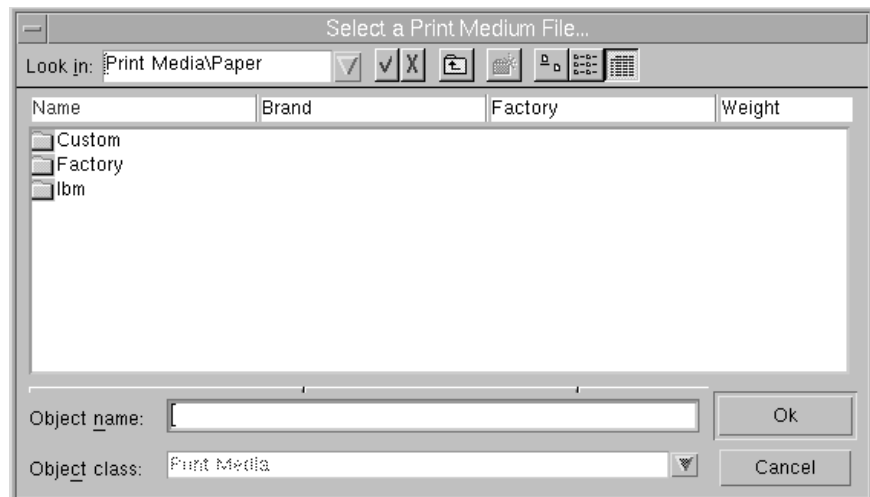 Select a Print Medium File...
Look in: Print Media\Paper
Name Brand Factory Weight
Custom
Factory
Ibm
Object name: Ok
Object class: Print Media Cancel